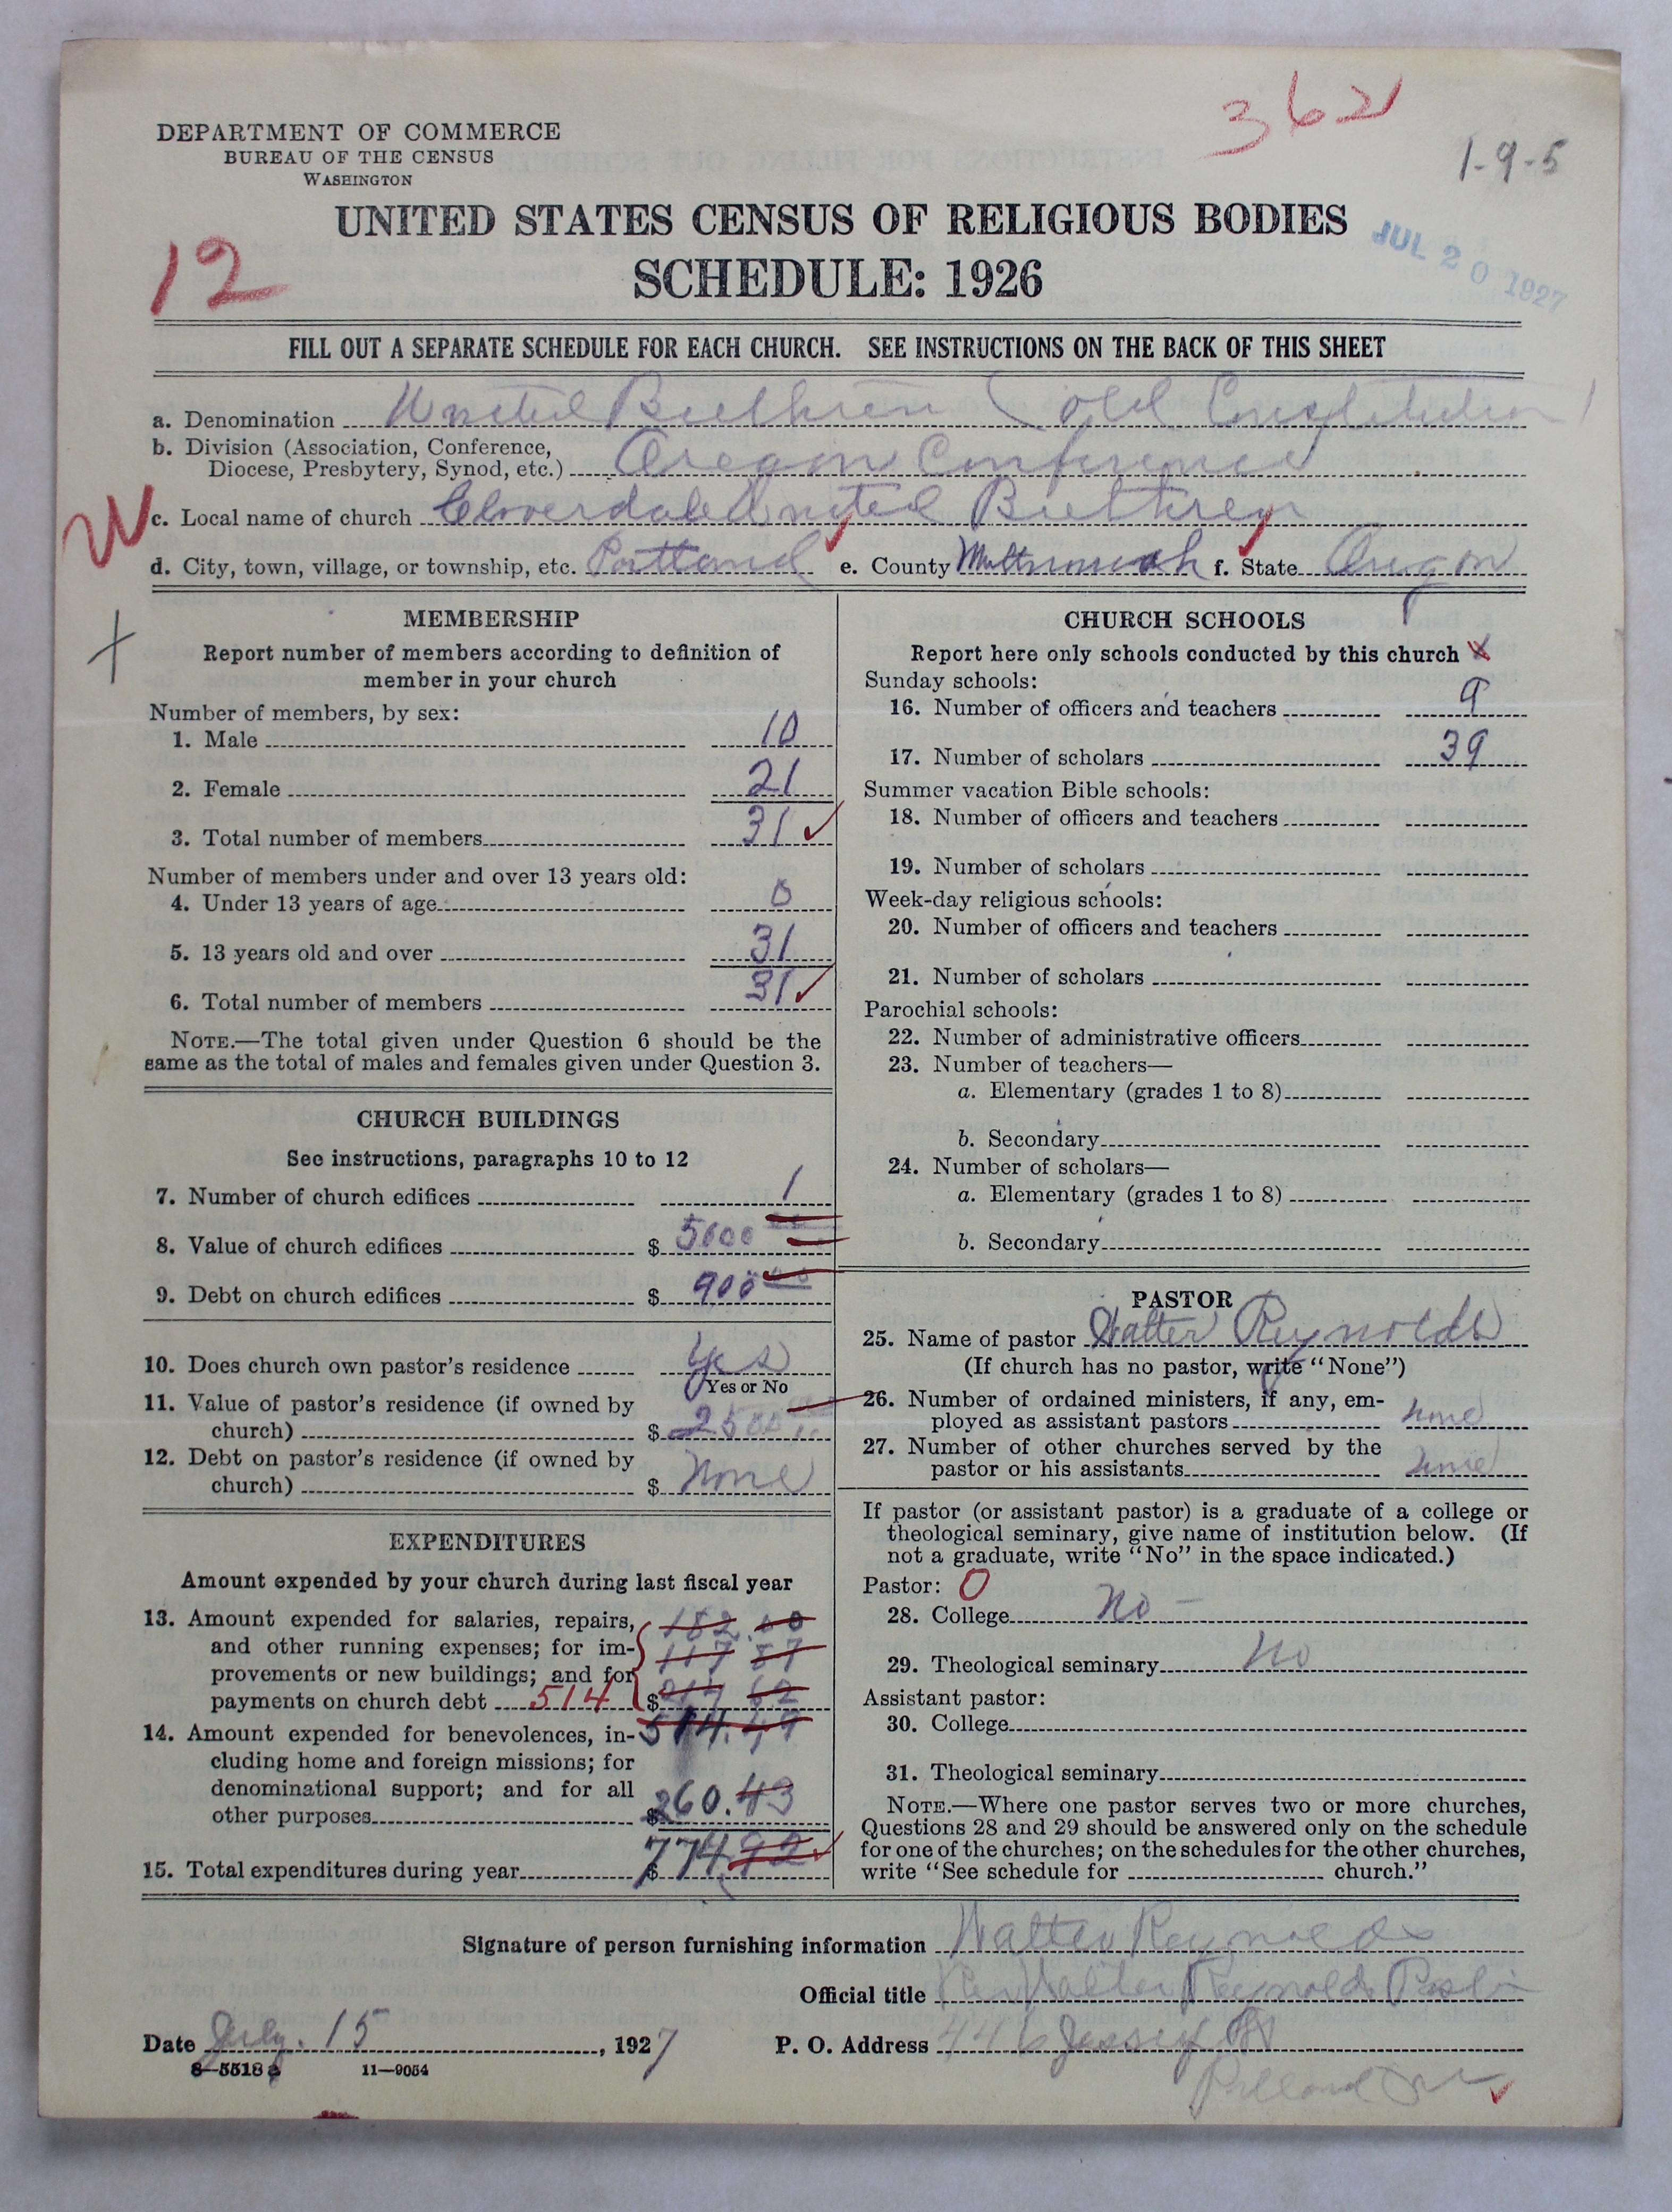 362
1-9-5
DEPARTMENT OF COMMERCE
BUREAU OF THE CENSUS
WASHINGTON
UNITED STATES CENSUS OF RELIGIOUS BODIES
JUL 20 1927
12
SCHEDULE: 1926
FILL OUT A SEPARATE SCHEDULE FOR EACH CHURCH. SEE INSTRUCTIONS ON THE BACK OF THIS SHEET
a. Denomination United Brethren (old Constitution)
b. Division (Association, Conference,
Diocese, Presbytery, Synod, etc.) Oregon Conference
c. Local name of church Cloverdale United Brethren
d. City, town, village, or township, etc. Portland e. County Multnomah f. State Oregon
MEMBERSHIP
Report number of members according to definition of
member in your church
Number of members, by sex:
1. Male 10
2. Female 21
3. Total number of members 31
Number of members under and over 13 years old:
4. Under 13 years of age 0
5. 13 years old and over 31
6. Total number of members 31
NOTE.—The total given under Question 6 should be the
same as the total of males and females given under Question 3.
CHURCH BUILDINGS
See instructions, paragraphs 10 to 12
7. Number of church edifices 1
8. Value of church edifices $ 5000
9. Debt on church edifices $ 900
10. Does church own pastor's residence Yes
Yes or No
11. Value of pastor's residence (if owned by
church) $ 2500
12. Debt on pastor's residence (if owned by
church) $ None
EXPENDITURES
Amount expended by your church during last fiscal year
13. Amount expended for salaries, repairs, 182.00
and other running expenses; for im- 117 87
provements or new buildings; and for
payments on church debt 514 $ 217 62
514.49
14. Amount expended for benevolences, in-
cluding home and foreign missions; for
denominational support; and for all
other purposes $ 260.43
15. Total expenditures during year $ 774.92
CHURCH SCHOOLS
Report here only schools conducted by this church
Sunday schools:
16. Number of officers and teachers 9
17. Number of scholars 39
Summer vacation Bible schools:
18. Number of officers and teachers
19. Number of scholars
Week-day religious schools:
20. Number of officers and teachers
21. Number of scholars
Parochial schools:
22. Number of administrative officers
23. Number of teachers—
a. Elementary (grades 1 to 8)
b. Secondary
24. Number of scholars—
a. Elementary (grades 1 to 8)
b. Secondary
PASTOR
25. Name of pastor Walter Reynolds
(If church has no pastor, write "None")
26. Number of ordained ministers, if any, em-
ployed as assistant pastors none
27. Number of other churches served by the
pastor or his assistants none
If pastor (or assistant pastor) is a graduate of a college or
theological seminary, give name of institution below. (If
not a graduate, write "No" in the space indicated.)
Pastor: 0
28. College No -
29. Theological seminary No
Assistant pastor:
30. College
31. Theological seminary
NOTE.—Where one pastor serves two or more churches,
Questions 28 and 29 should be answered only on the schedule
for one of the churches; on the schedules for the other churches,
write "See schedule for church."
Signature of person furnishing information Walter Reynolds
Official title Rev Walter Reynolds Pastor
Date July. 15, 1927 P. O. Address 446 Jessup St
8—5518 a 11—9054
Portland Ore